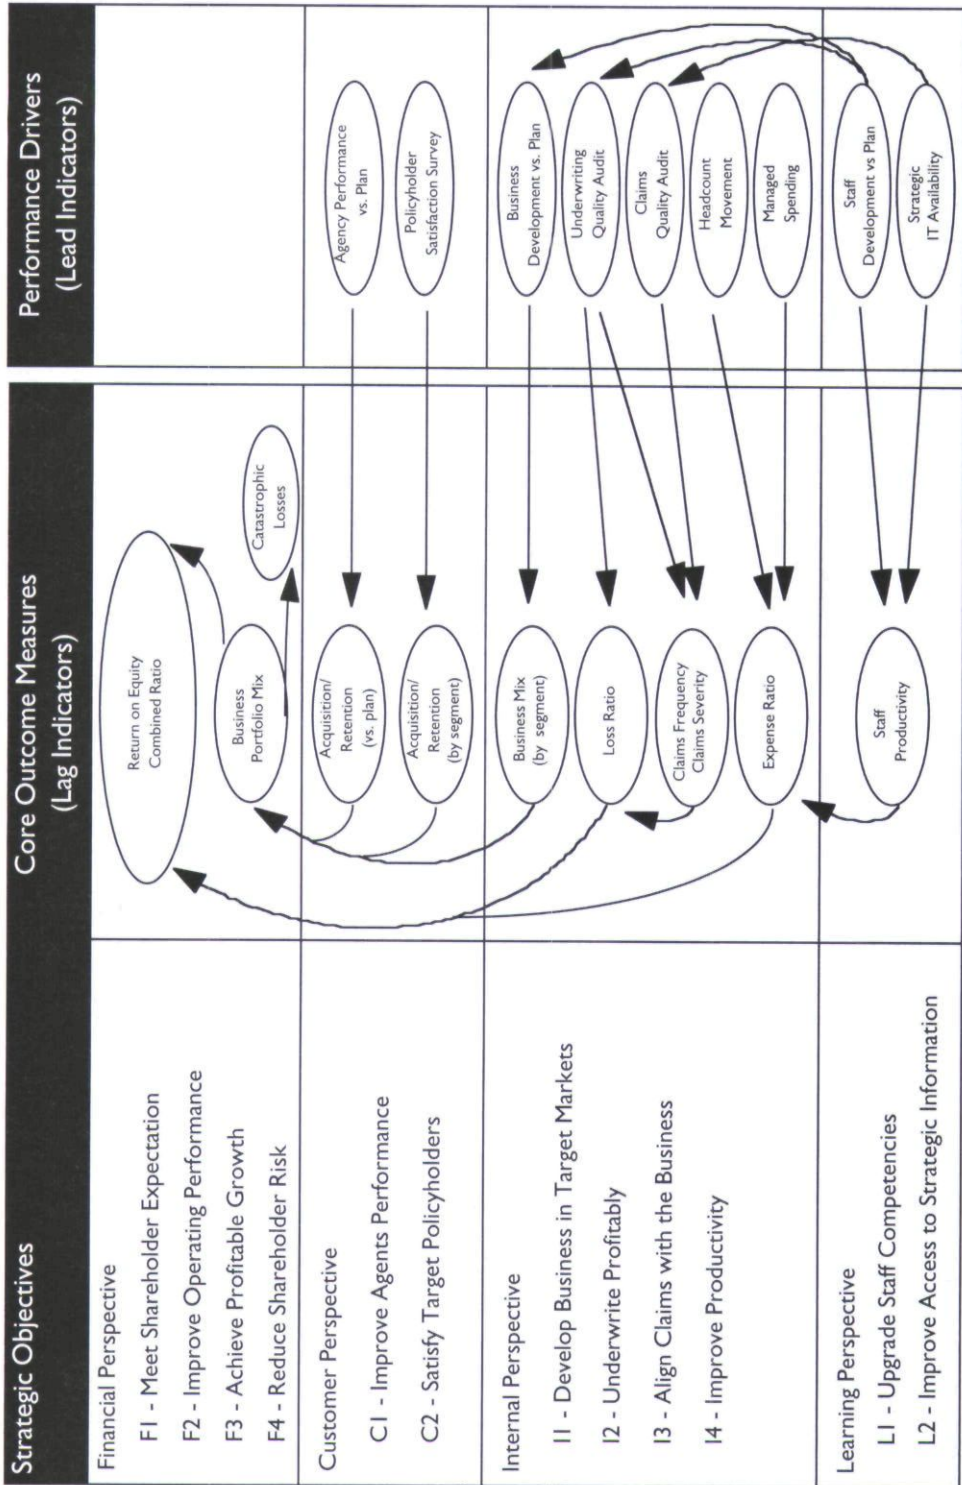 Strategic Objectives
Core Outcome Measures
(Lag Indicators)
Performance Drivers
(Lead Indicators)
Financial Perspective
F1 - Meet Shareholder Expectation
F2 - Improve Operating Performance
F3 - Achieve Profitable Growth
F4 - Reduce Shareholder Risk
Return on Equity
Combined Ratio
Business
Portfolio Mix
Catastrophic
Losses
Customer Perspective
C1 - Improve Agents Performance
C2 - Satisfy Target Policyholders
Acquisition/
Retention
(vs. plan)
Acquisition/
Retention
(by segment)
Agency Performance
vs. Plan
Policyholder
Satisfaction Survey
Internal Perspective
I1 - Develop Business in Target Markets
I2 - Underwrite Profitably
I3 - Align Claims with the Business
I4 - Improve Productivity
Business Mix
(by segment)
Loss Ratio
Claims Frequency
Claims Severity
Expense Ratio
Business
Development vs. Plan
Underwriting
Quality Audit
Claims
Quality Audit
Headcount
Movement
Managed
Spending
Learning Perspective
L1 - Upgrade Staff Competencies
L2 - Improve Access to Strategic Information
Staff
Productivity
Staff
Development vs Plan
Strategic
IT Availability